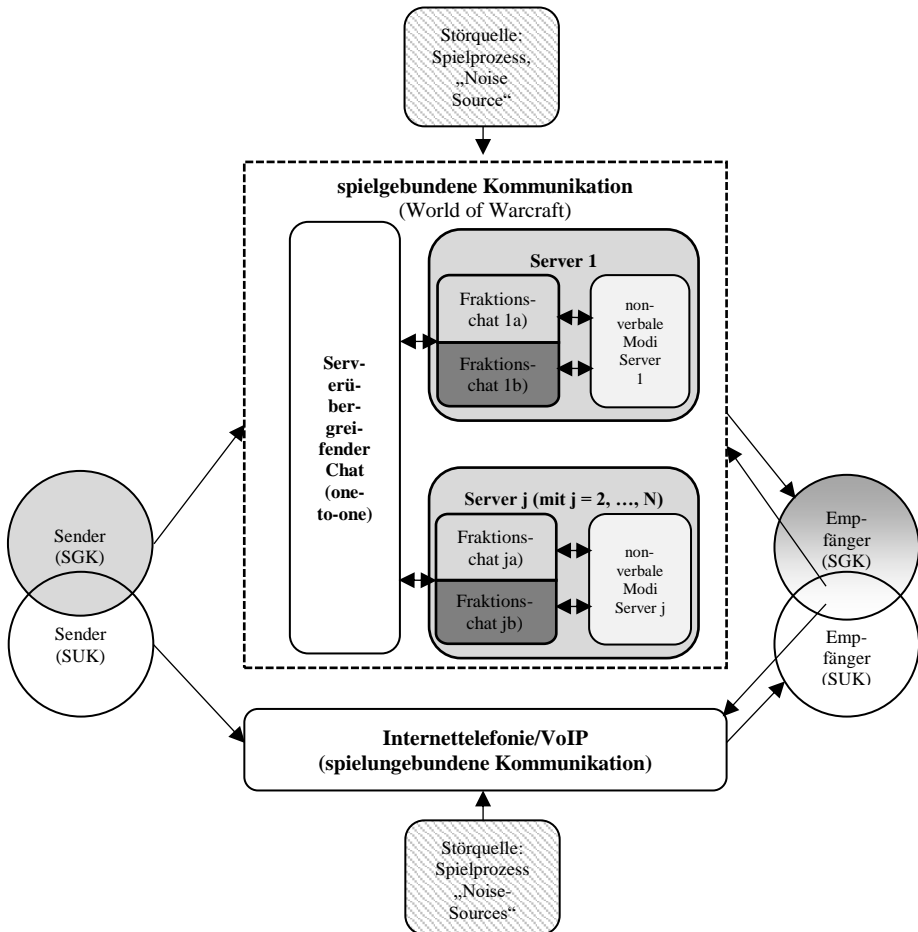 Störquelle:
Spielprozess,
„Noise
Source“
spielgebundene Kommunikation
(World of Warcraft)
Server 1
Fraktions-
chat 1a)
Fraktions-
chat 1b)
non-
verbale
Modi
Server
1
Serv-
erü-
ber-
grei-
fender
Chat
(one-
to-one)
Server j (mit j = 2, …, N)
Fraktions-
chat ja)
Fraktions-
chat jb)
non-
verbale
Modi
Server j
Sender
(SGK)
Sender
(SUK)
Emp-
fänger
(SGK)
Emp-
fänger
(SUK)
Internettelefonie/VoIP
(spielungebundene Kommunikation)
Störquelle:
Spielprozess
„Noise-
Sources“